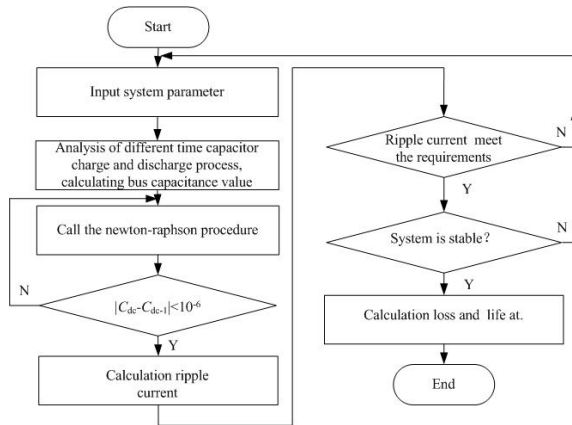 Start
Input system parameter
Analysis of different time capacitor
charge and discharge process,
calculating bus capacitance value
Call the newton-raphson procedure
N
|Cdc-Cdc-1|<10-6
Y
Calculation ripple
current
Ripple current meet
the requirements
N
Y
System is stable?
N
Y
Calculation loss and life at.
End